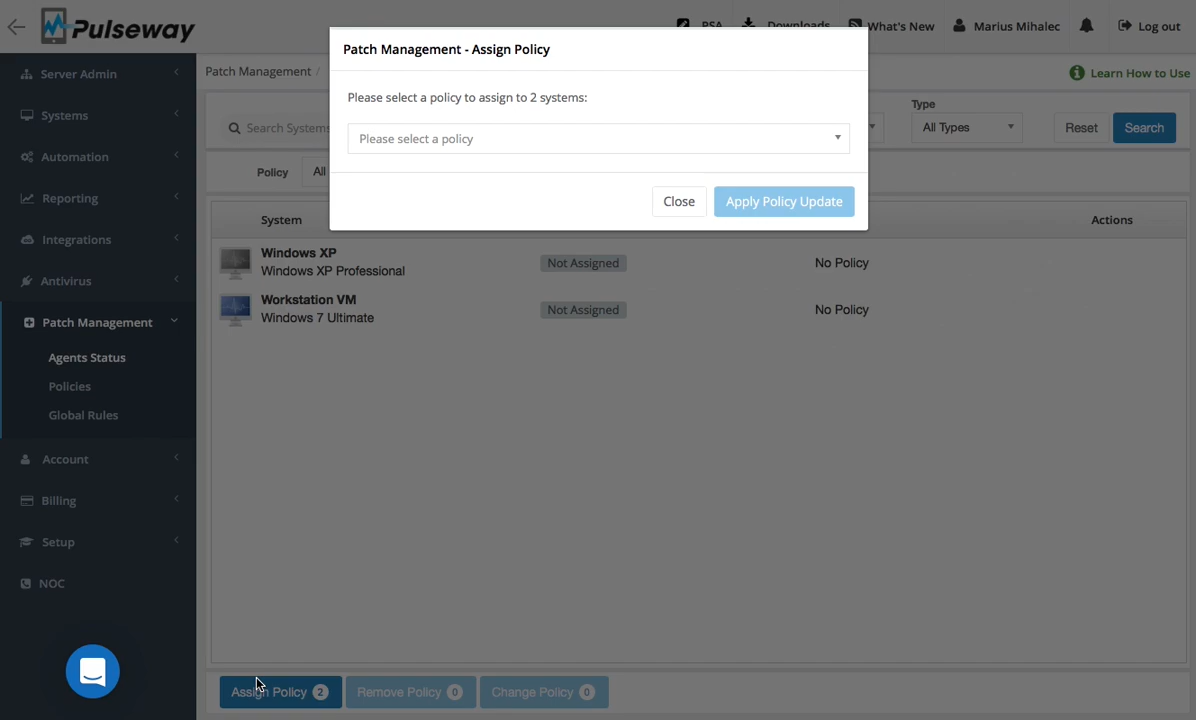 Pulseway
PSA
Downloads
What's New
Marius Mihalec
Log out
Patch Management - Assign Policy
Please select a policy to assign to 2 systems:
Please select a policy
Close
Apply Policy Update
Server Admin
Systems
Automation
Reporting
Integrations
Antivirus
Patch Management
Agents Status
Policies
Global Rules
Account
Billing
Setup
NOC
Patch Management /
Learn How to Use
Search Systems
Type
All Types
Reset
Search
Policy
All
System
Actions
Windows XP
Windows XP Professional
Not Assigned
No Policy
Workstation VM
Windows 7 Ultimate
Not Assigned
No Policy
Assign Policy 2
Remove Policy 0
Change Policy 0